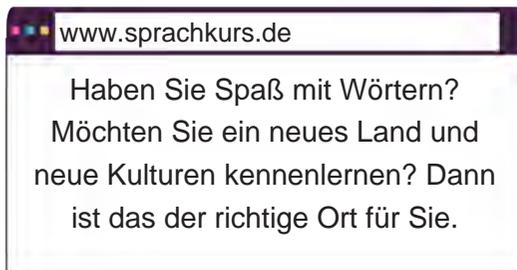 www.sprachkurs.de
Haben Sie Spaß mit Wörtern?
Möchten Sie ein neues Land und
neue Kulturen kennenlernen? Dann
ist das der richtige Ort für Sie.